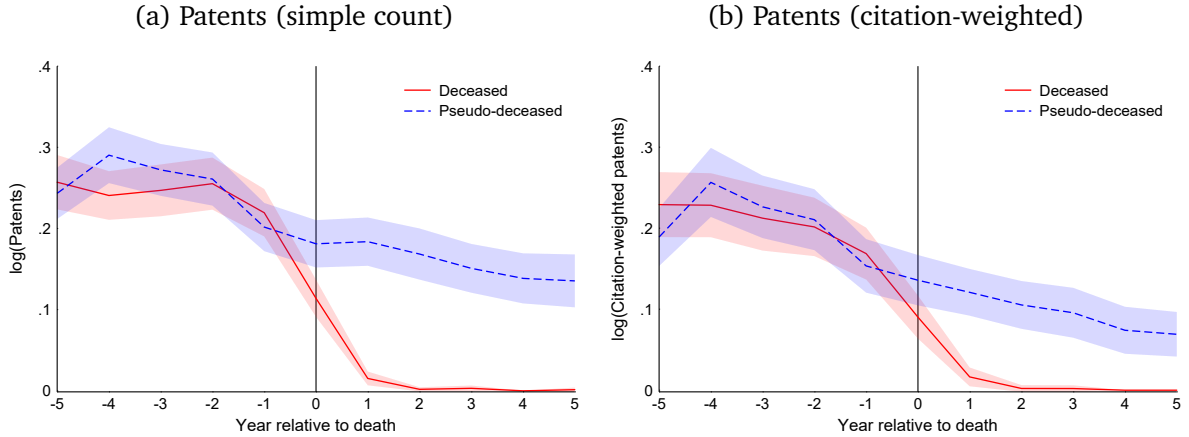 (a) Patents (simple count)
.4
.3
.2
.1
0
log(Patents)
Deceased
Pseudo-deceased
-5 -4 -3 -2 -1 0 1 2 3 4 5
Year relative to death
(b) Patents (citation-weighted)
.4
.3
.2
.1
0
log(Citation-weighted patents)
Deceased
Pseudo-deceased
-5 -4 -3 -2 -1 0 1 2 3 4 5
Year relative to death